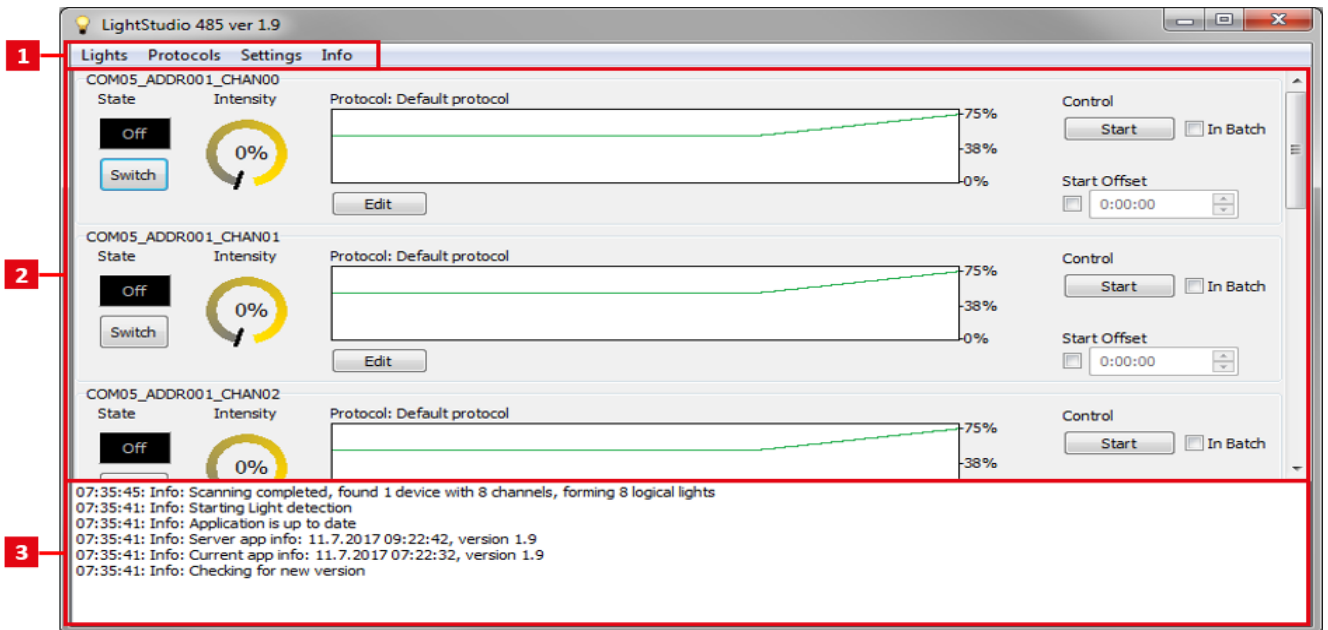 LightStudio 485 ver 1.9
1
Lights Protocols Settings Info
2
COM05_ADDR001_CHAN00
State Intensity Protocol: Default protocol Control
Off 0% 75% 38% 0% Start In Batch
Switch Start Offset
Edit 0:00:00
COM05_ADDR001_CHAN01
State Intensity Protocol: Default protocol Control
Off 0% 75% 38% 0% Start In Batch
Switch Start Offset
Edit 0:00:00
COM05_ADDR001_CHAN02
State Intensity Protocol: Default protocol Control
Off 0% 75% 38% Start In Batch
3
07:35:45: Info: Scanning completed, found 1 device with 8 channels, forming 8 logical lights
07:35:41: Info: Starting Light detection
07:35:41: Info: Application is up to date
07:35:41: Info: Server app info: 11.7.2017 09:22:42, version 1.9
07:35:41: Info: Current app info: 11.7.2017 07:22:32, version 1.9
07:35:41: Info: Checking for new version